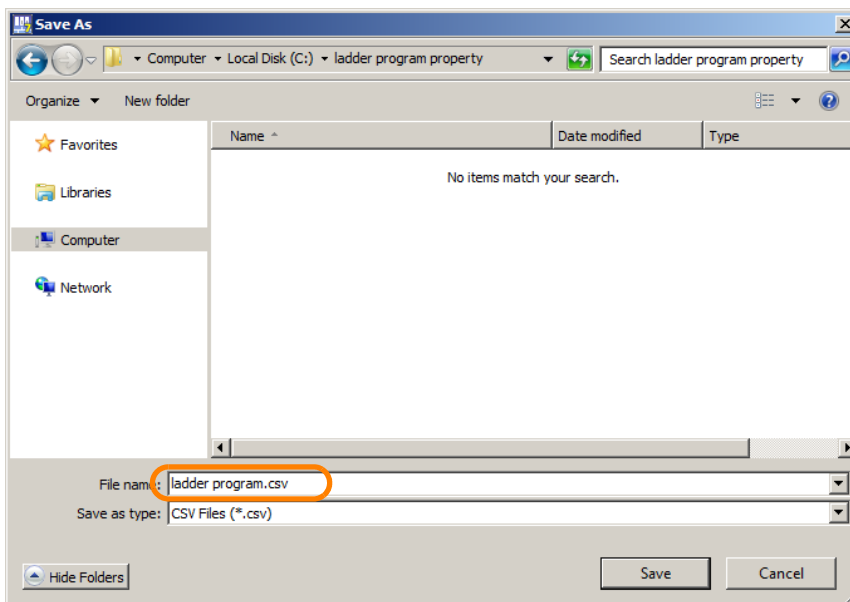 Save As
Computer Local Disk (C:) ladder program property Search ladder program property
Organize New folder
Name Date modified Type
Favorites
No items match your search.
Libraries
Computer
Network
File name: ladder program.csv
Save as type: CSV Files (*.csv)
Hide Folders Save Cancel